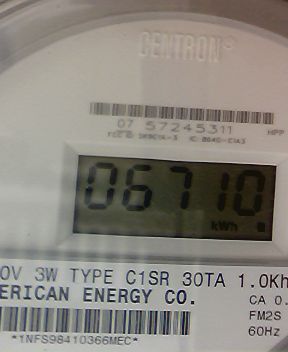 CENTRON®
07 57245311
HPP
06710
kWh
0V 3W TYPE C1SR 30TA 1.0Kh
ERICAN ENERGY CO.
CA 0.
FM2S
60Hz
*1NFS98410366MEC*